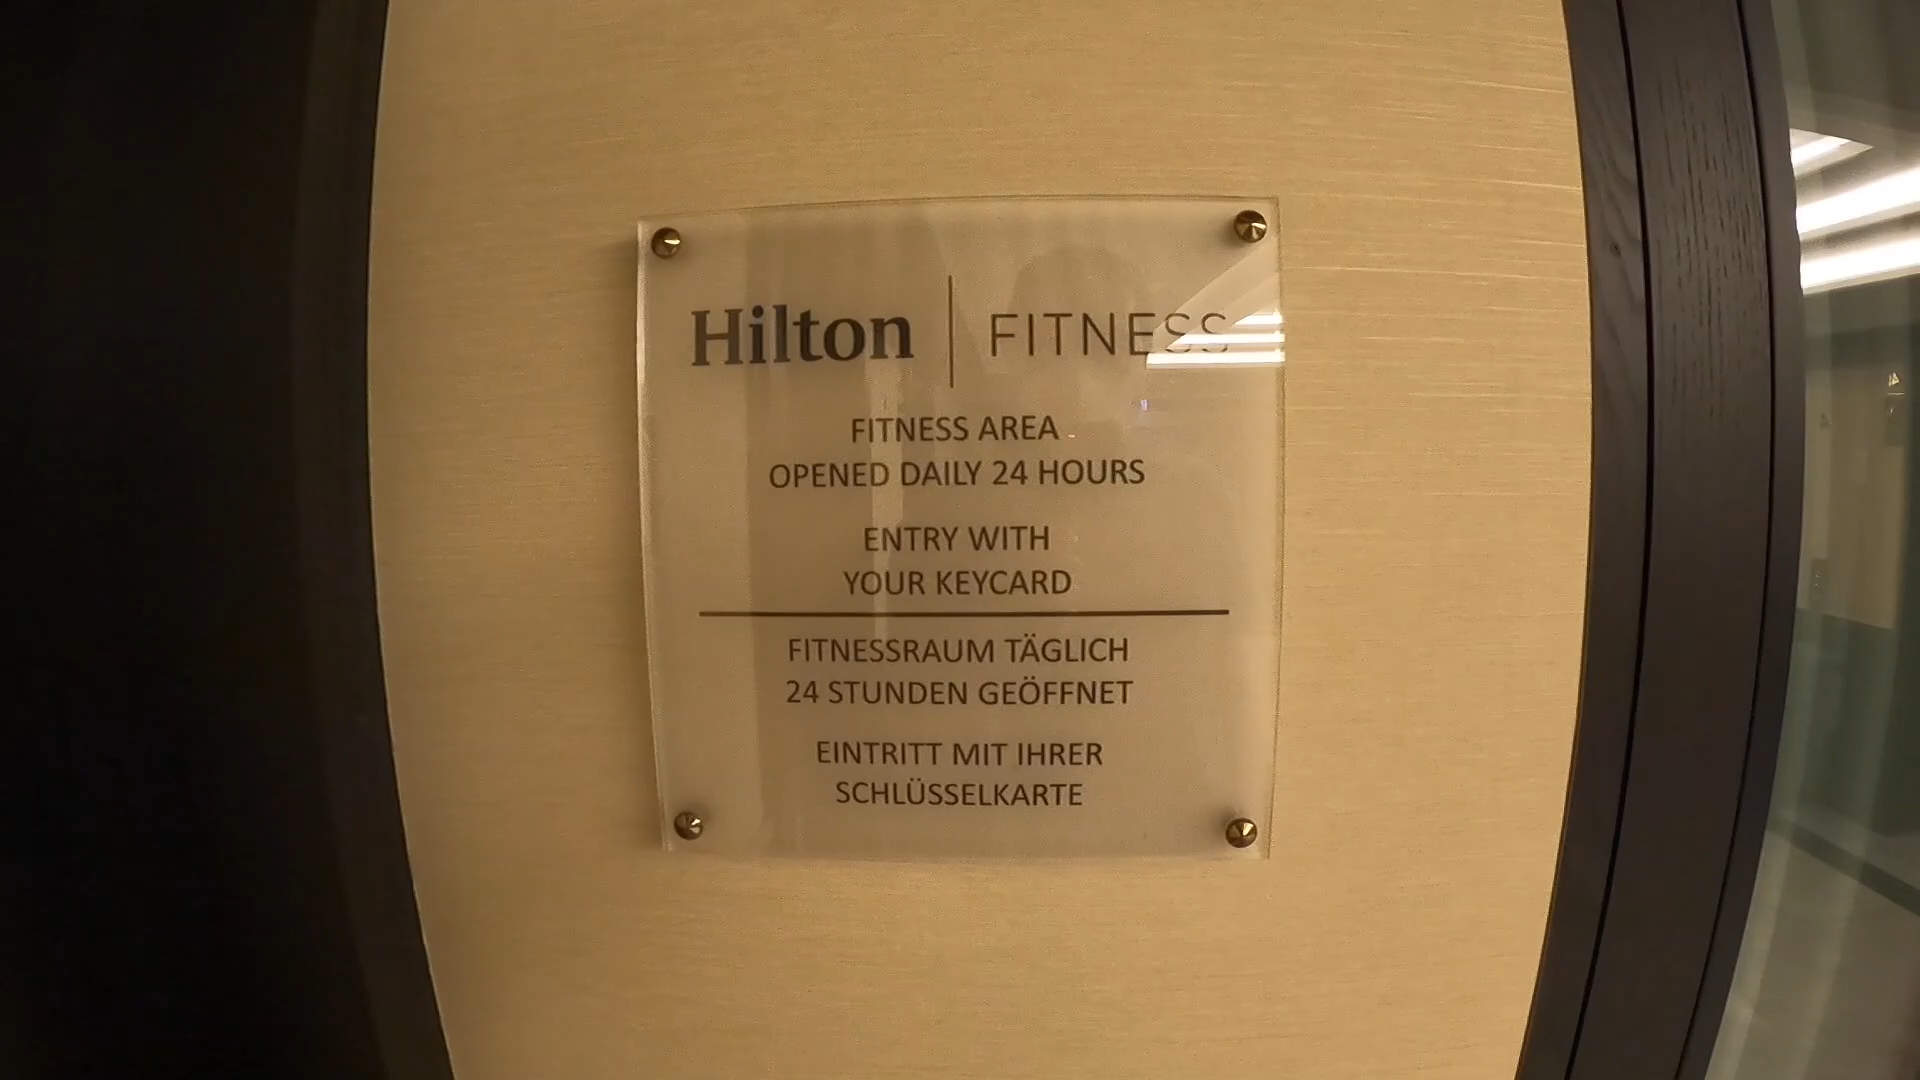 Hilton | FITNESS
FITNESS AREA
OPENED DAILY 24 HOURS
ENTRY WITH
YOUR KEYCARD
FITNESSRAUM TÄGLICH
24 STUNDEN GEÖFFNET
EINTRITT MIT IHRER
SCHLÜSSELKARTE